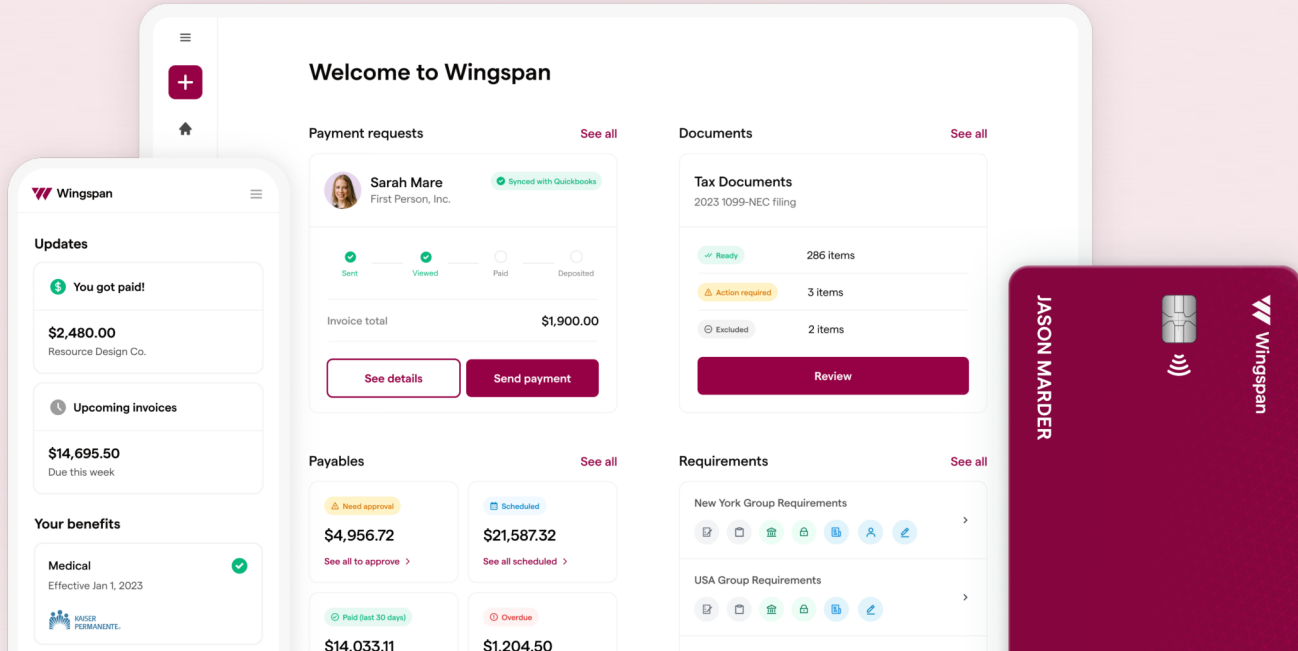 Welcome to Wingspan
Payment requests
See all
Sarah Mare
First Person, Inc.
Synced with Quickbooks
Sent
Viewed
Paid
Deposited
Invoice total
$1,900.00
See details
Send payment
Documents
See all
Tax Documents
2023 1099-NEC filing
Ready
286 items
Action required
3 items
Excluded
2 items
Review
Payables
See all
Need approval
$4,956.72
See all to approve
Scheduled
$21,587.32
See all scheduled
Paid (last 30 days)
$14,033.11
Overdue
$1,204.50
Requirements
See all
New York Group Requirements
USA Group Requirements
Wingspan
Updates
You got paid!
$2,480.00
Resource Design Co.
Upcoming invoices
$14,695.50
Due this week
Your benefits
Medical
Effective Jan 1, 2023
KAISER
PERMANENTE.
JASON MARDER
Wingspan